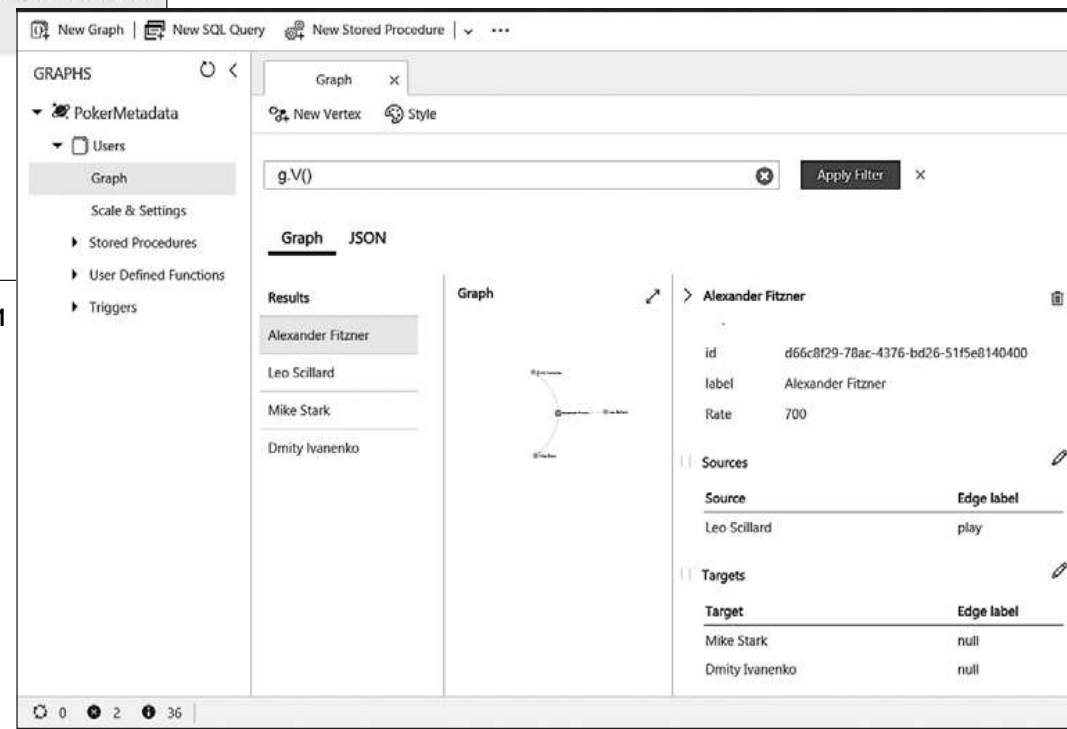 New Graph New SQL Query New Stored Procedure
GRAPHS
PokerMetadata
Users
Graph
Scale & Settings
Stored Procedures
User Defined Functions
Triggers
Graph
New Vertex Style
g.V()
Apply Filter
Graph JSON
Results
Alexander Fitzner
Leo Scillard
Mike Stark
Dmity Ivanenko
Graph
Alexander Fitzner
id d66c8f29-78ac-4376-bd26-51f5e8140400
label Alexander Fitzner
Rate 700
Sources
Source Edge label
Leo Scillard play
Targets
Target Edge label
Mike Stark null
Dmity Ivanenko null
0 2 36